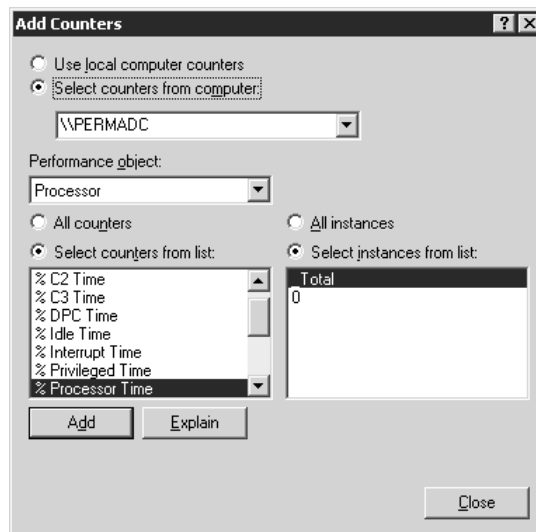 Add Counters
Use local computer counters
Select counters from computer:
\\PERMADC
Performance object:
Processor
All counters
All instances
Select counters from list:
Select instances from list:
% C2 Time
% C3 Time
% DPC Time
% Idle Time
% Interrupt Time
% Privileged Time
% Processor Time
_Total
0
Add
Explain
Close